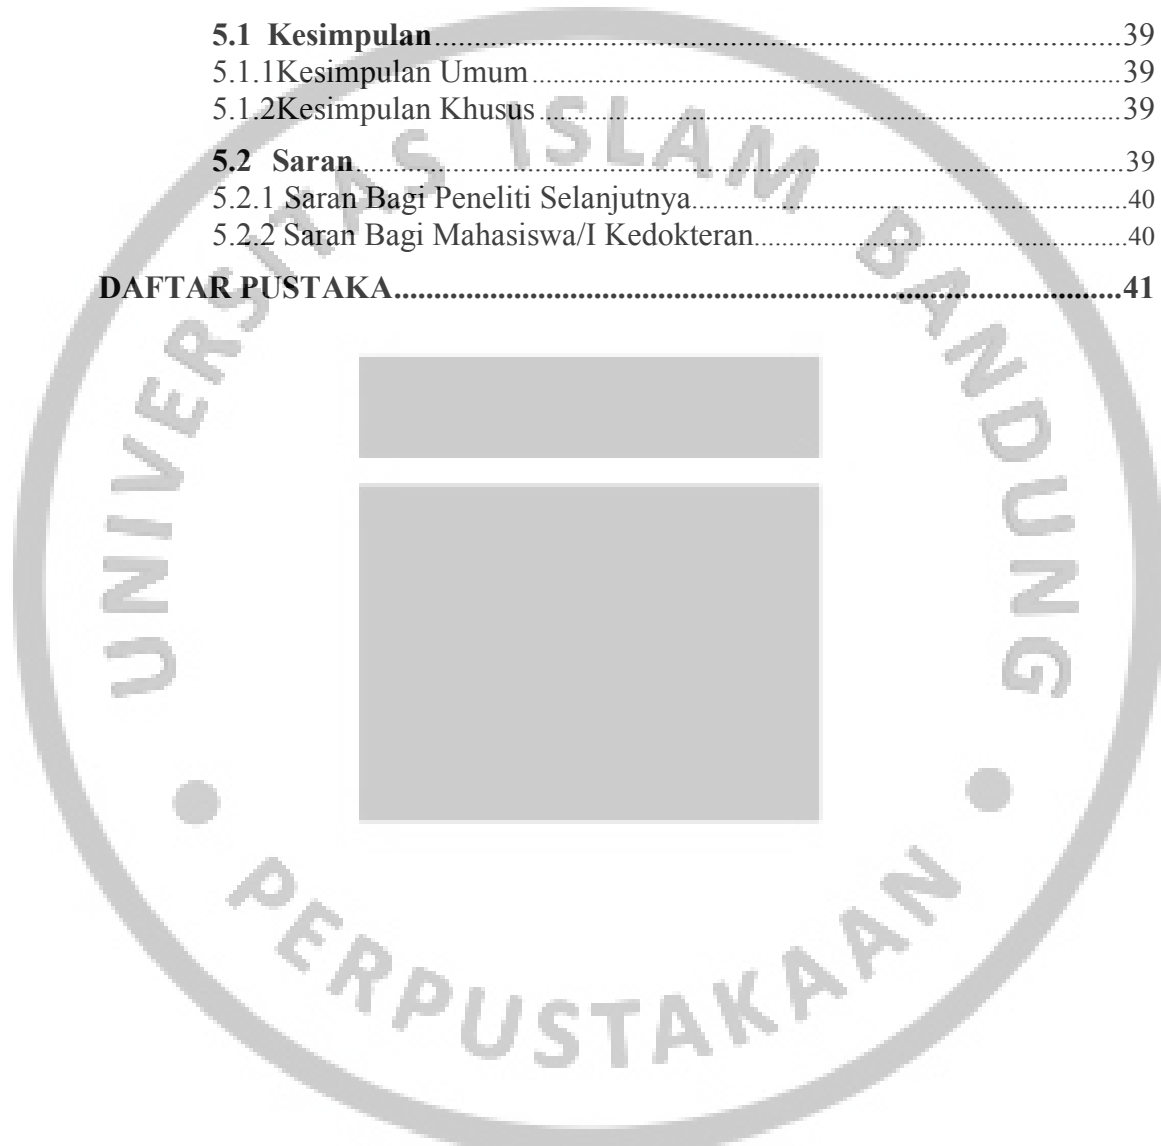 5.1 Kesimpulan..........39
5.1.1Kesimpulan Umum..........39
5.1.2Kesimpulan Khusus..........39
5.2 Saran..........39
5.2.1 Saran Bagi Peneliti Selanjutnya..........40
5.2.2 Saran Bagi Mahasiswa/I Kedokteran..........40
DAFTAR PUSTAKA..........41
UNIVERSITAS ISLAM BANDUNG
PERPUSTAKAAN